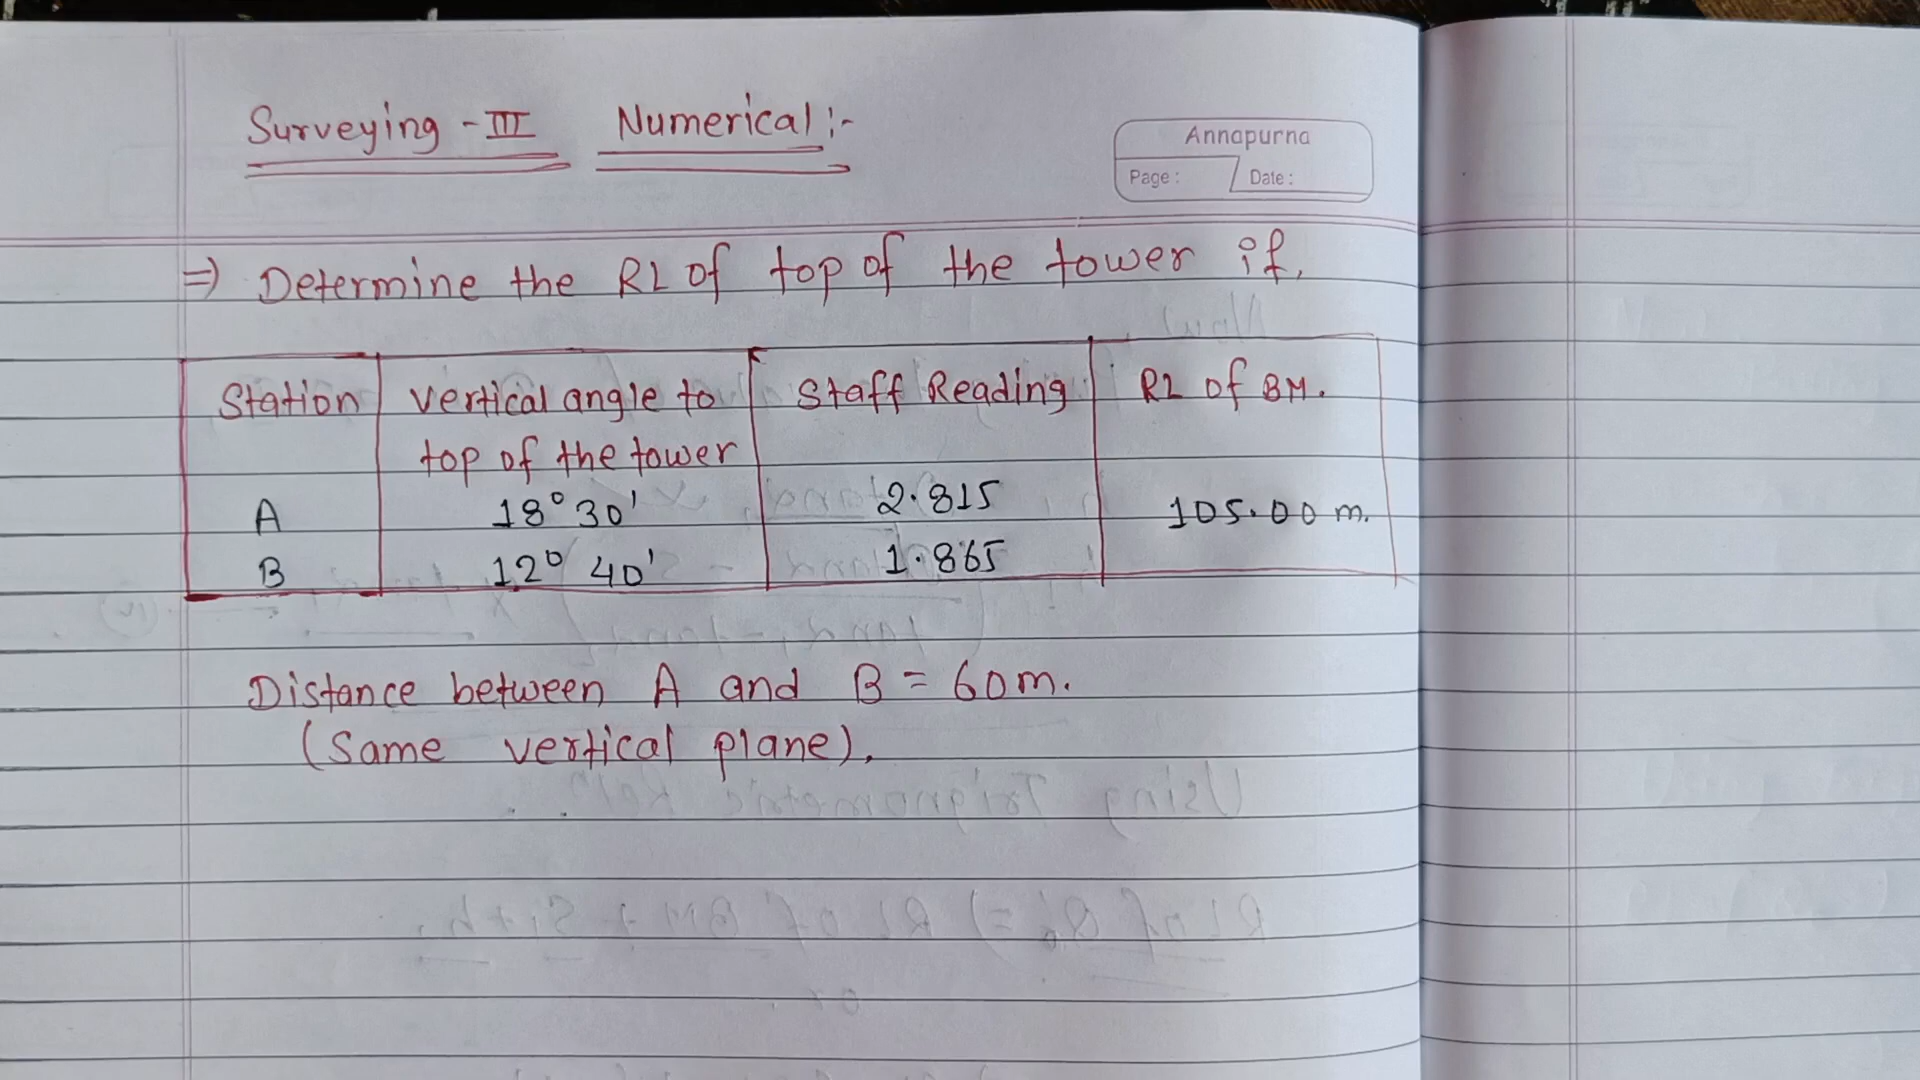 Surveying - III Numerical :-
Annapurna
Page : Date :
⇒ Determine the RL of top of the tower if,
Station vertical angle to top of the tower Staff Reading RL of BM.
A 18° 30' 2.815 105.00 m.
B 12° 40' 1.865
Distance between A and B = 60m.
(Same vertical plane).